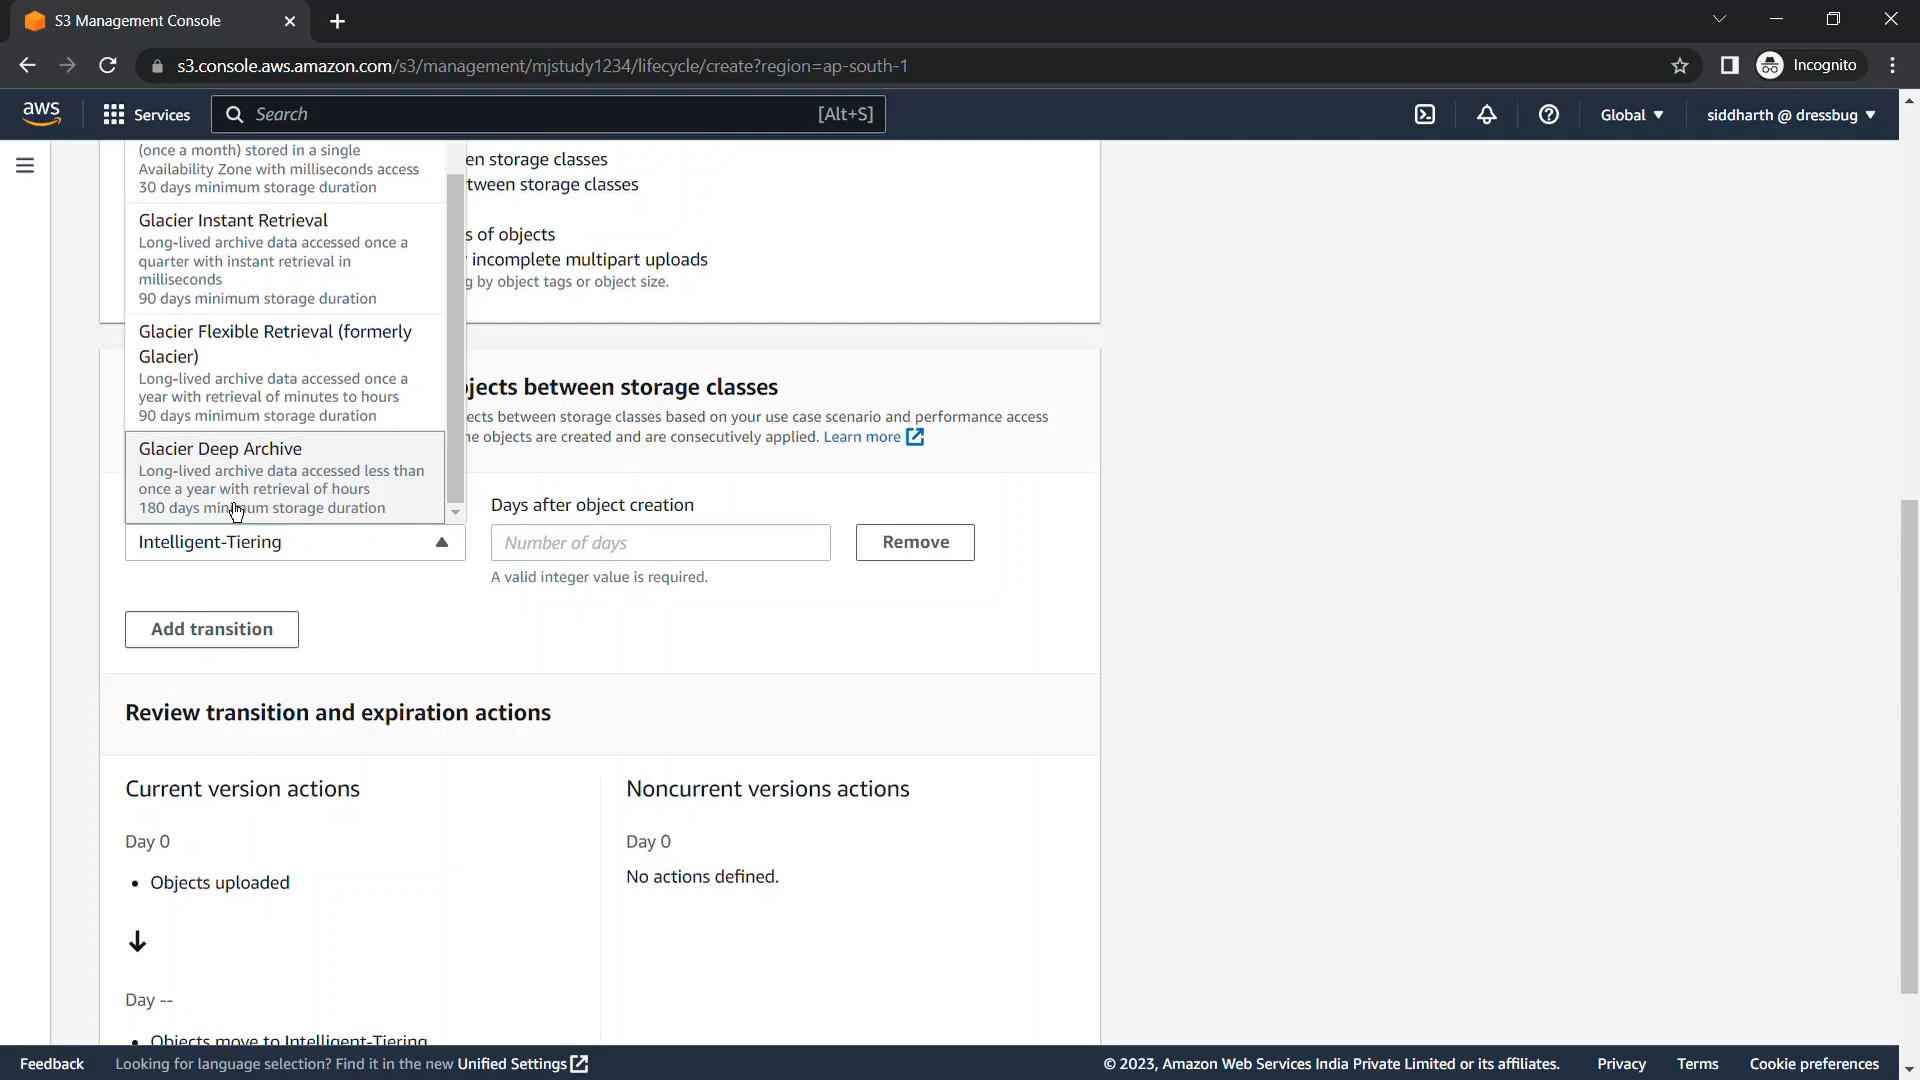 S3 Management Console
s3.console.aws.amazon.com/s3/management/mjstudy1234/lifecycle/create?region=ap-south-1
Incognito
aws
Services
Search
[Alt+S]
Global
siddharth @ dressbug
(once a month) stored in a single
Availability Zone with milliseconds access
30 days minimum storage duration
Glacier Instant Retrieval
Long-lived archive data accessed once a
quarter with instant retrieval in
milliseconds
90 days minimum storage duration
Glacier Flexible Retrieval (formerly
Glacier)
Long-lived archive data accessed once a
year with retrieval of minutes to hours
90 days minimum storage duration
Glacier Deep Archive
Long-lived archive data accessed less than
once a year with retrieval of hours
180 days minimum storage duration
Intelligent-Tiering
en storage classes
tween storage classes
s of objects
incomplete multipart uploads
g by object tags or object size.
jects between storage classes
ects between storage classes based on your use case scenario and performance access
ne objects are created and are consecutively applied. Learn more
Days after object creation
Number of days
Remove
A valid integer value is required.
Add transition
Review transition and expiration actions
Current version actions
Day 0
• Objects uploaded
Day --
• Objects move to Intelligent-Tiering
Noncurrent versions actions
Day 0
No actions defined.
Feedback
Looking for language selection? Find it in the new Unified Settings
© 2023, Amazon Web Services India Private Limited or its affiliates.
Privacy
Terms
Cookie preferences